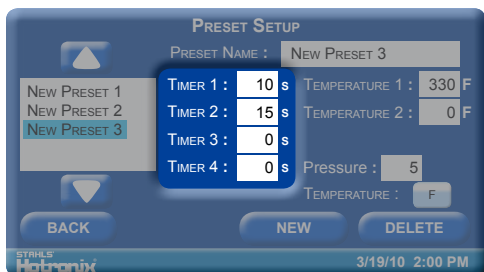 PRESET SETUP
PRESET NAME : NEW PRESET 3
NEW PRESET 1
NEW PRESET 2
NEW PRESET 3
TIMER 1 : 10 s TEMPERATURE 1 : 330 F
TIMER 2 : 15 s TEMPERATURE 2 : 0 F
TIMER 3 : 0 s
TIMER 4 : 0 s Pressure : 5
TEMPERATURE : F
BACK NEW DELETE
STAHLS'
Hotronix 3/19/10 2:00 PM